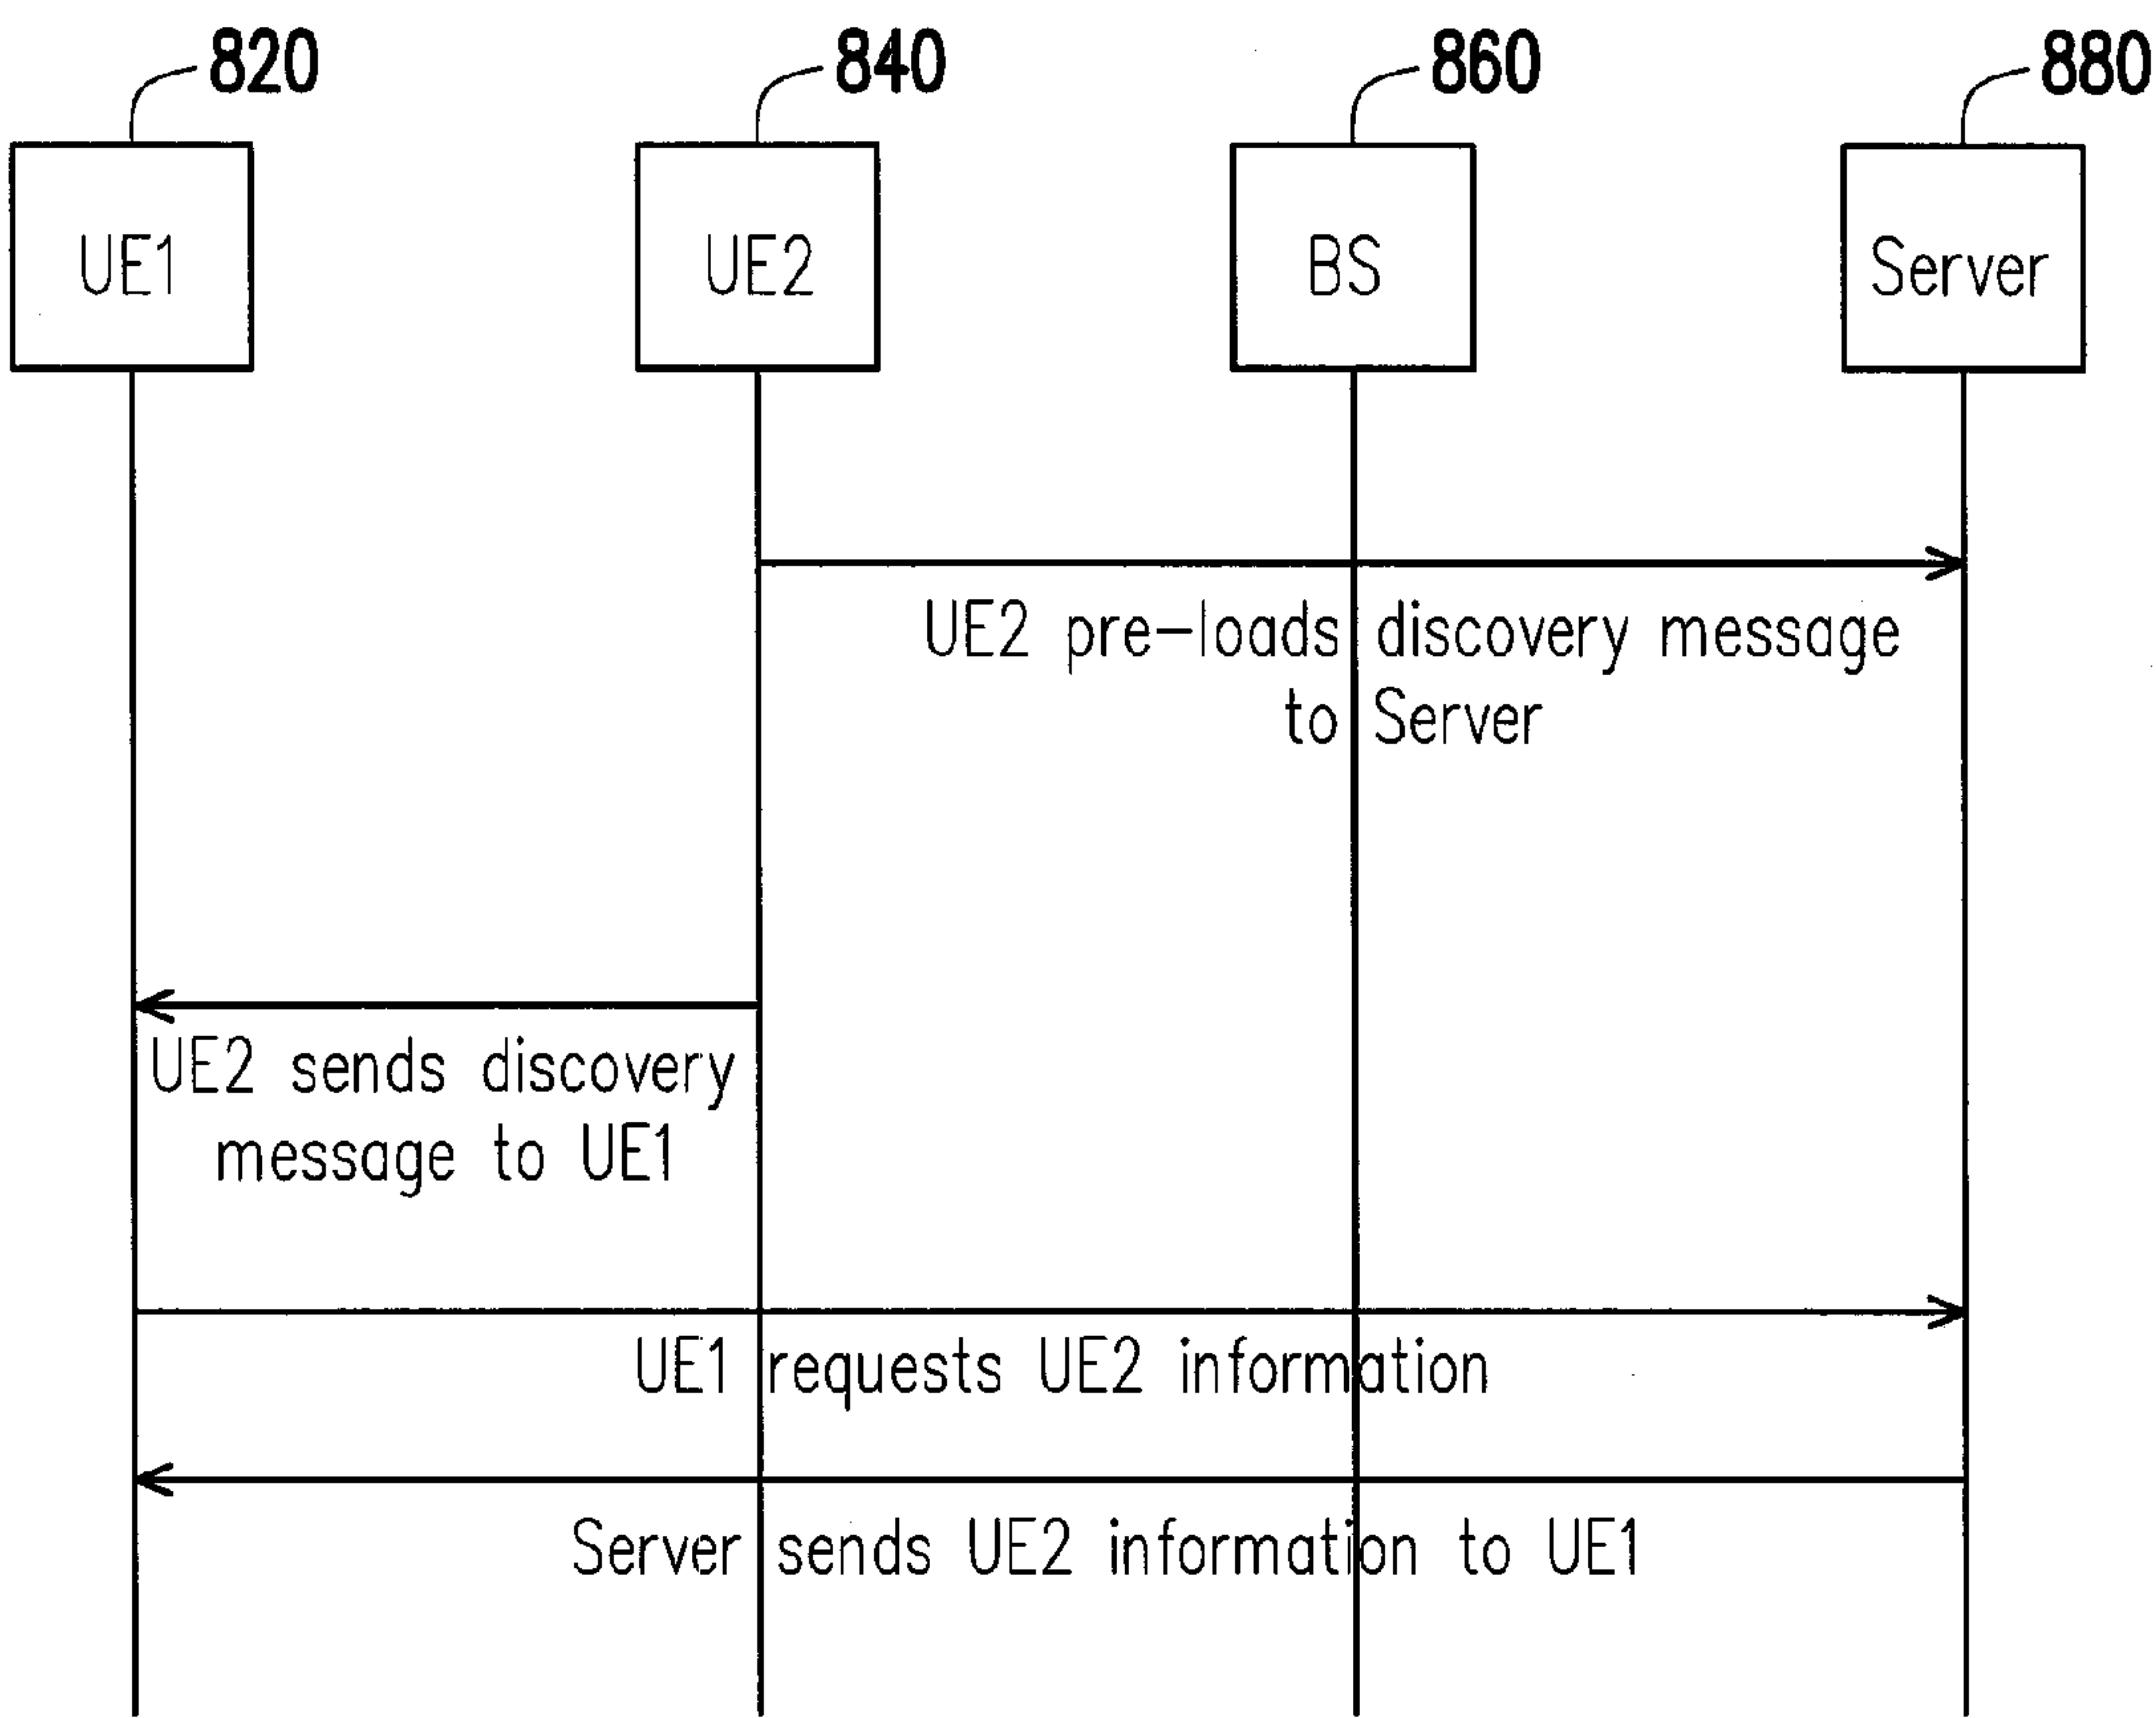 820
840
860
880
UE1
UE2
BS
Server
UE2 pre-loads discovery message
to Server
UE2 sends discovery
message to UE1
UE1 requests UE2 information
Server sends UE2 information to UE1